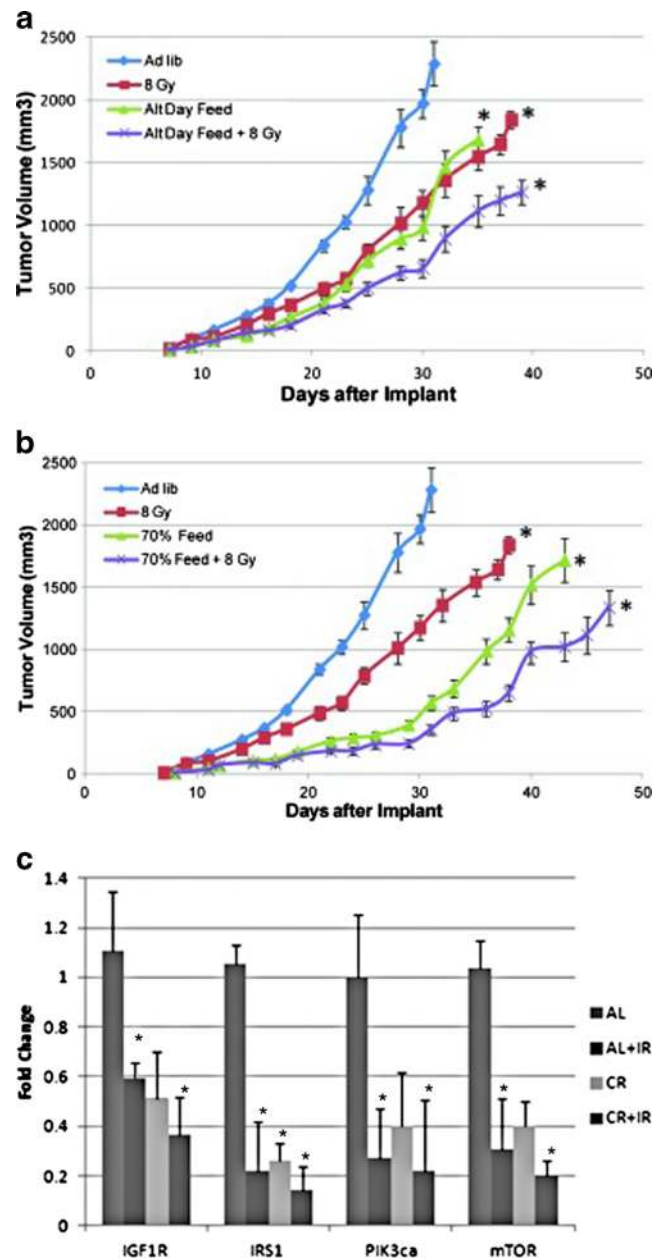 a
2500
2000
1500
1000
500
0
Tumor Volume (mm3)
Ad lib
8 Gy
Alt Day Feed
Alt Day Feed + 8 Gy
* * *
0 10 20 30 40 50
Days after Implant
b
2500
2000
1500
1000
500
0
Tumor Volume (mm3)
Ad lib
8 Gy
70% Feed
70% Feed + 8 Gy
* * *
0 10 20 30 40 50
Days after Implant
c
1.4
1.2
1
0.8
0.6
0.4
0.2
0
Fold Change
* * * * * * * * *
AL
AL+IR
CR
CR+IR
IGF1R IRS1 PIK3ca mTOR